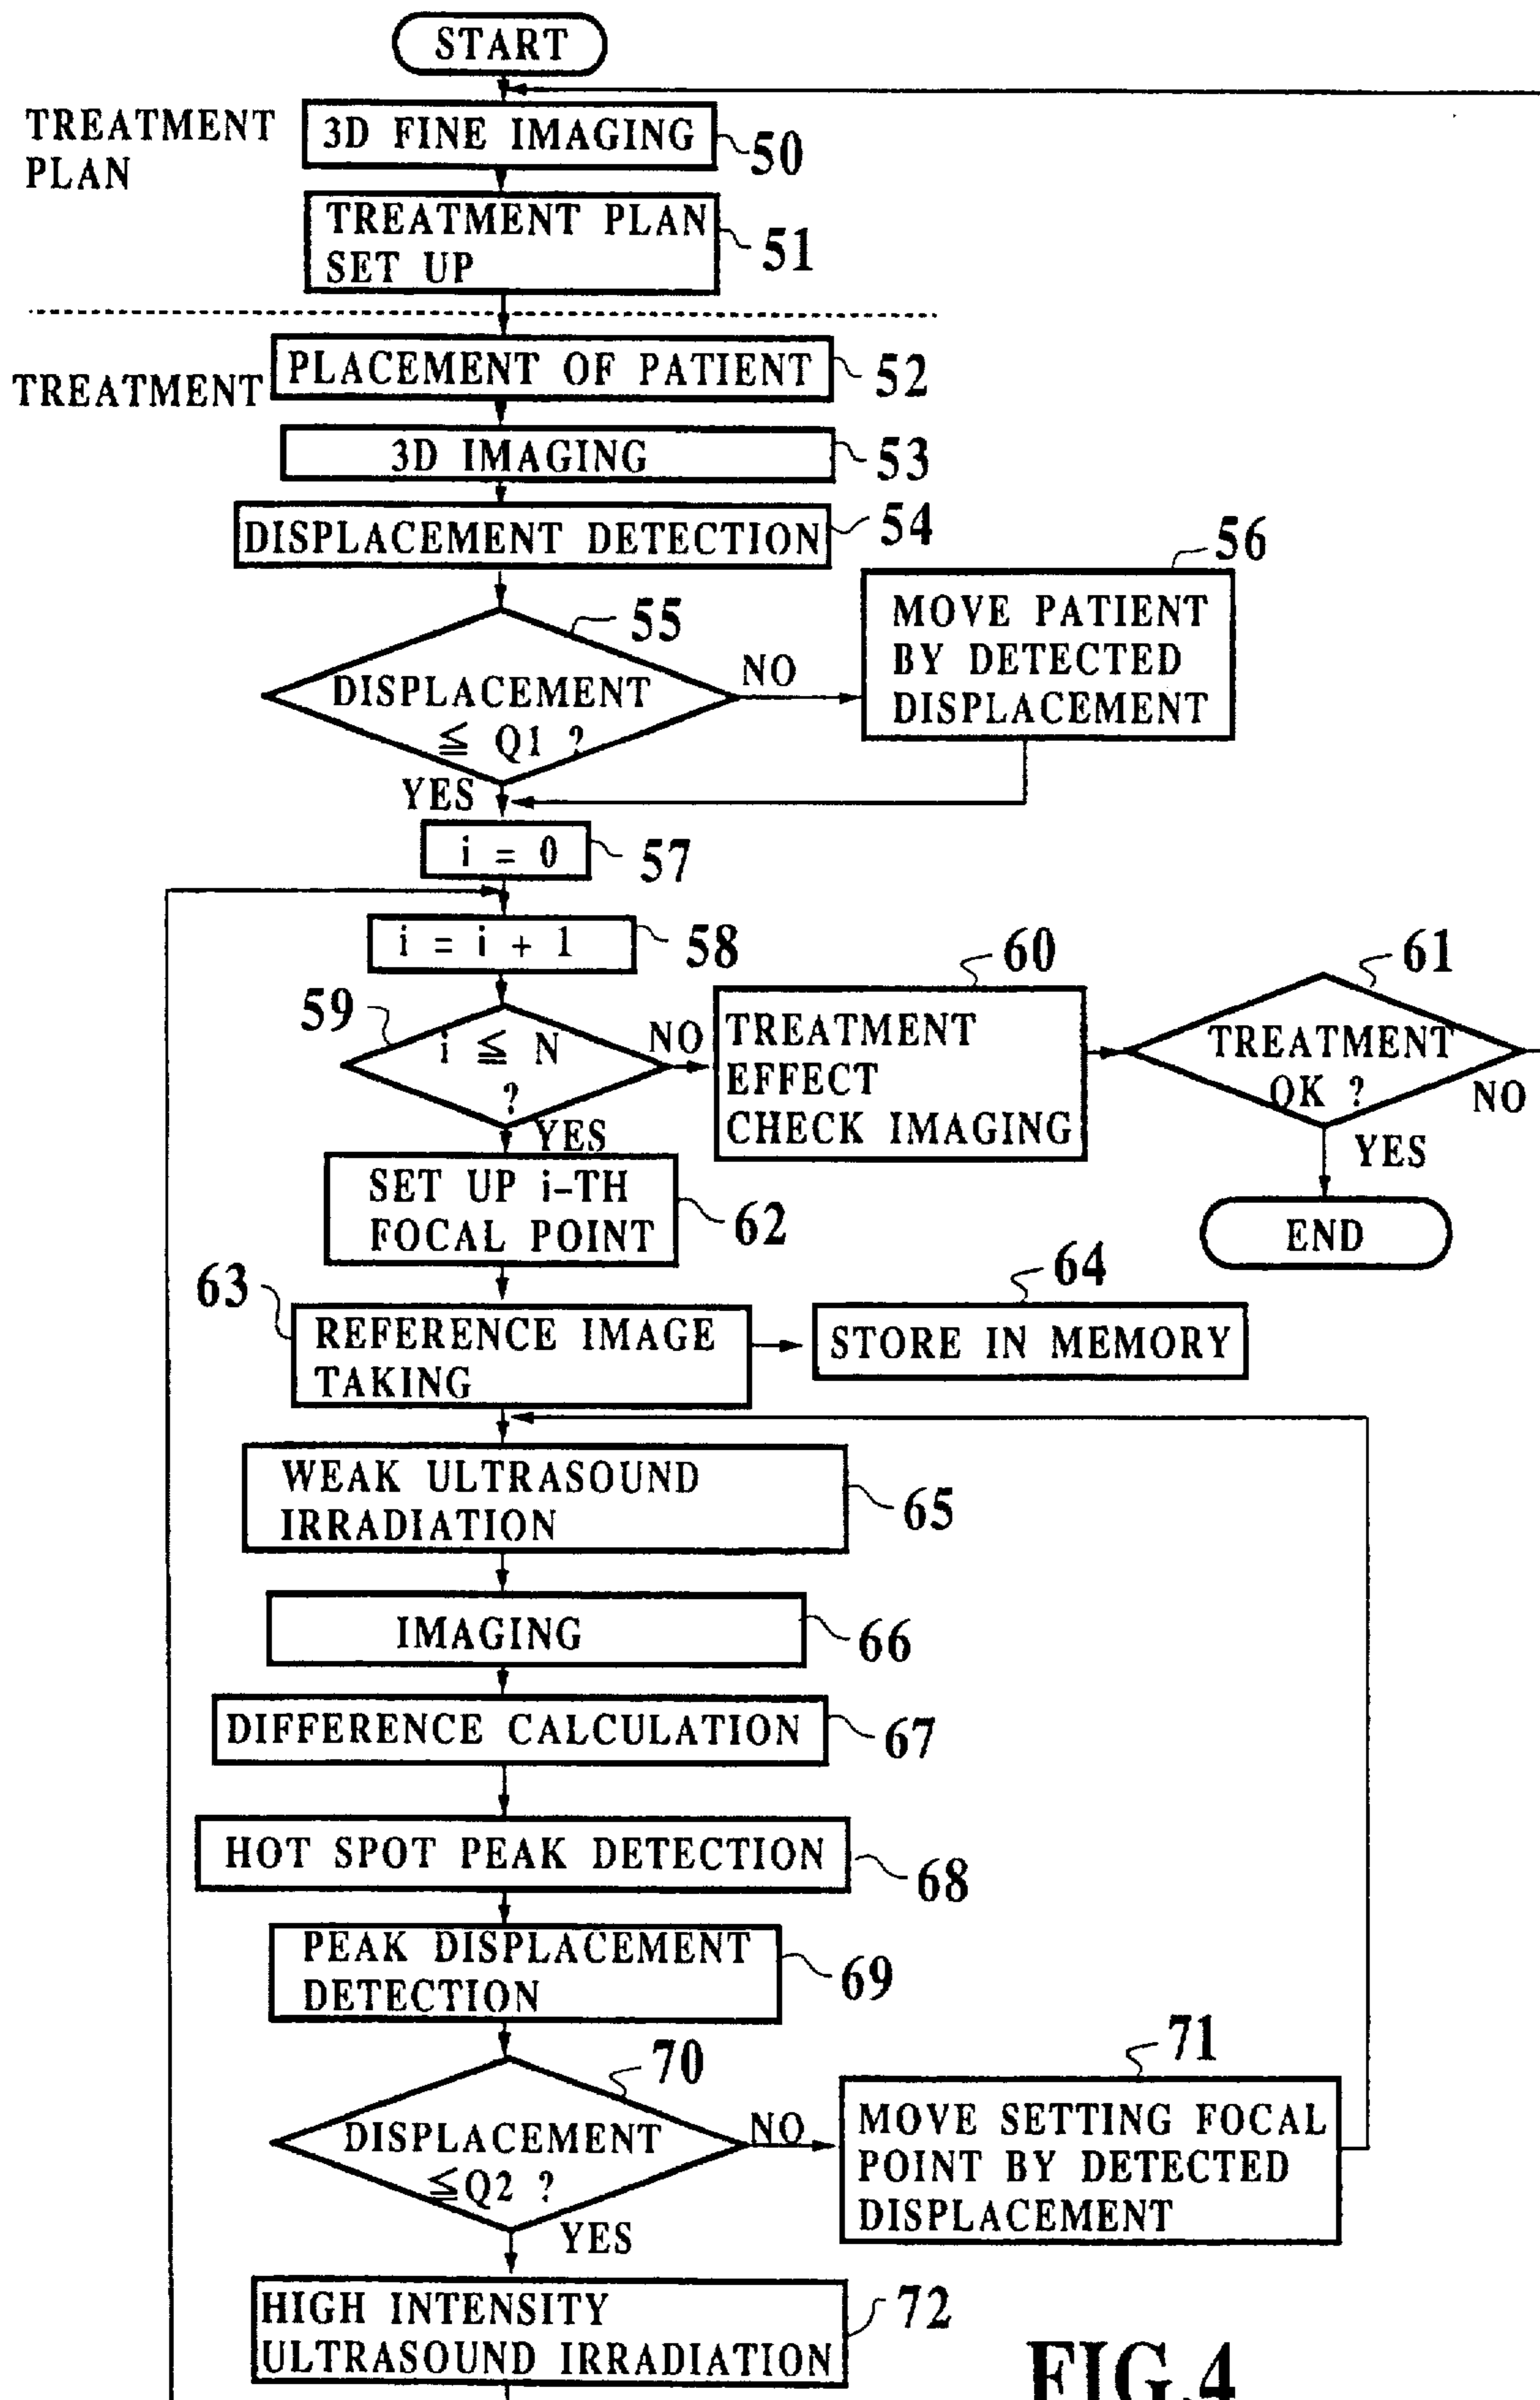 START
TREATMENT
PLAN
3D FINE IMAGING
50
TREATMENT PLAN
SET UP
51
TREATMENT
PLACEMENT OF PATIENT
52
3D IMAGING
53
DISPLACEMENT DETECTION
54
55
DISPLACEMENT
≦ Q1 ?
NO
56
MOVE PATIENT
BY DETECTED
DISPLACEMENT
YES
i = 0
57
i = i + 1
58
59
i ≦ N
?
NO
60
TREATMENT
EFFECT
CHECK IMAGING
61
TREATMENT
OK ?
NO
YES
END
YES
SET UP i-TH
FOCAL POINT
62
63
REFERENCE IMAGE
TAKING
64
STORE IN MEMORY
WEAK ULTRASOUND
IRRADIATION
65
IMAGING
66
DIFFERENCE CALCULATION
67
HOT SPOT PEAK DETECTION
68
PEAK DISPLACEMENT
DETECTION
69
70
DISPLACEMENT
≦Q2 ?
NO
71
MOVE SETTING FOCAL
POINT BY DETECTED
DISPLACEMENT
YES
HIGH INTENSITY
ULTRASOUND IRRADIATION
72
FIG.4